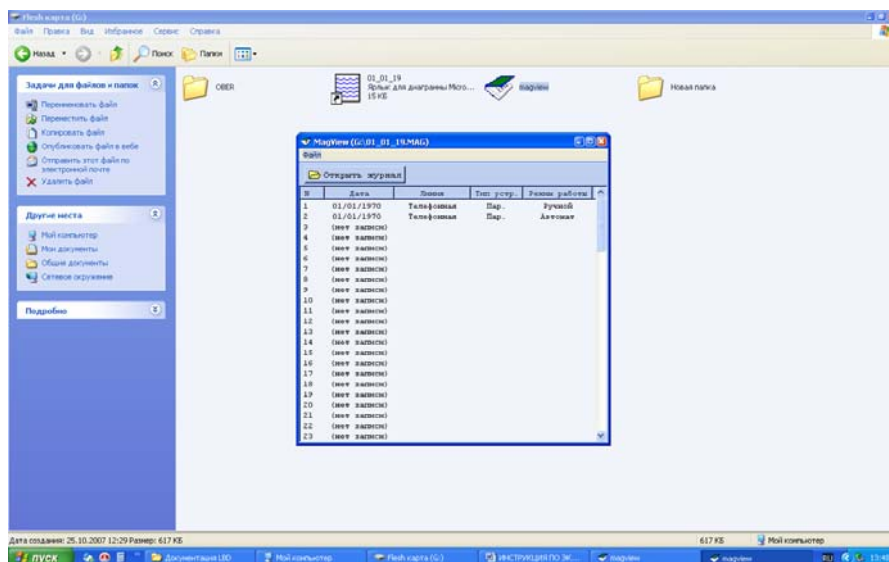 Flesh карта (G:)
Файл Правка Вид Избранное Сервис Справка
Назад Поиск Папки
Задачи для файлов и папок
Переименовать файл
Переместить файл
Копировать файл
Опубликовать файл в вебе
Отправить этот файл по
электронной почте
Удалить файл
Другие места
Мой компьютер
Мои документы
Общие документы
Сетевое окружение
Подробно
OBER
01_01_19
Ярлык для диаграммы Micro...
15 КБ
magview
Новая папка
MagView (G:\01_01_19.MAG)
Файл
Открыть журнал
N Дата Линия Тип устр. Режим работы
1 01/01/1970 Телефонная Пар. Ручной
2 01/01/1970 Телефонная Пар. Автомат
3 (нет записи)
4 (нет записи)
5 (нет записи)
6 (нет записи)
7 (нет записи)
8 (нет записи)
9 (нет записи)
10 (нет записи)
11 (нет записи)
12 (нет записи)
13 (нет записи)
14 (нет записи)
15 (нет записи)
16 (нет записи)
17 (нет записи)
18 (нет записи)
19 (нет записи)
20 (нет записи)
21 (нет записи)
22 (нет записи)
23 (нет записи)
Дата создания: 25.10.2007 12:29 Размер: 617 КБ
617 КБ Мой компьютер
пуск Документация LBD Мой компьютер Flesh карта (G:) ИНСТРУКЦИЯ ПО ЭК... magview magview RU